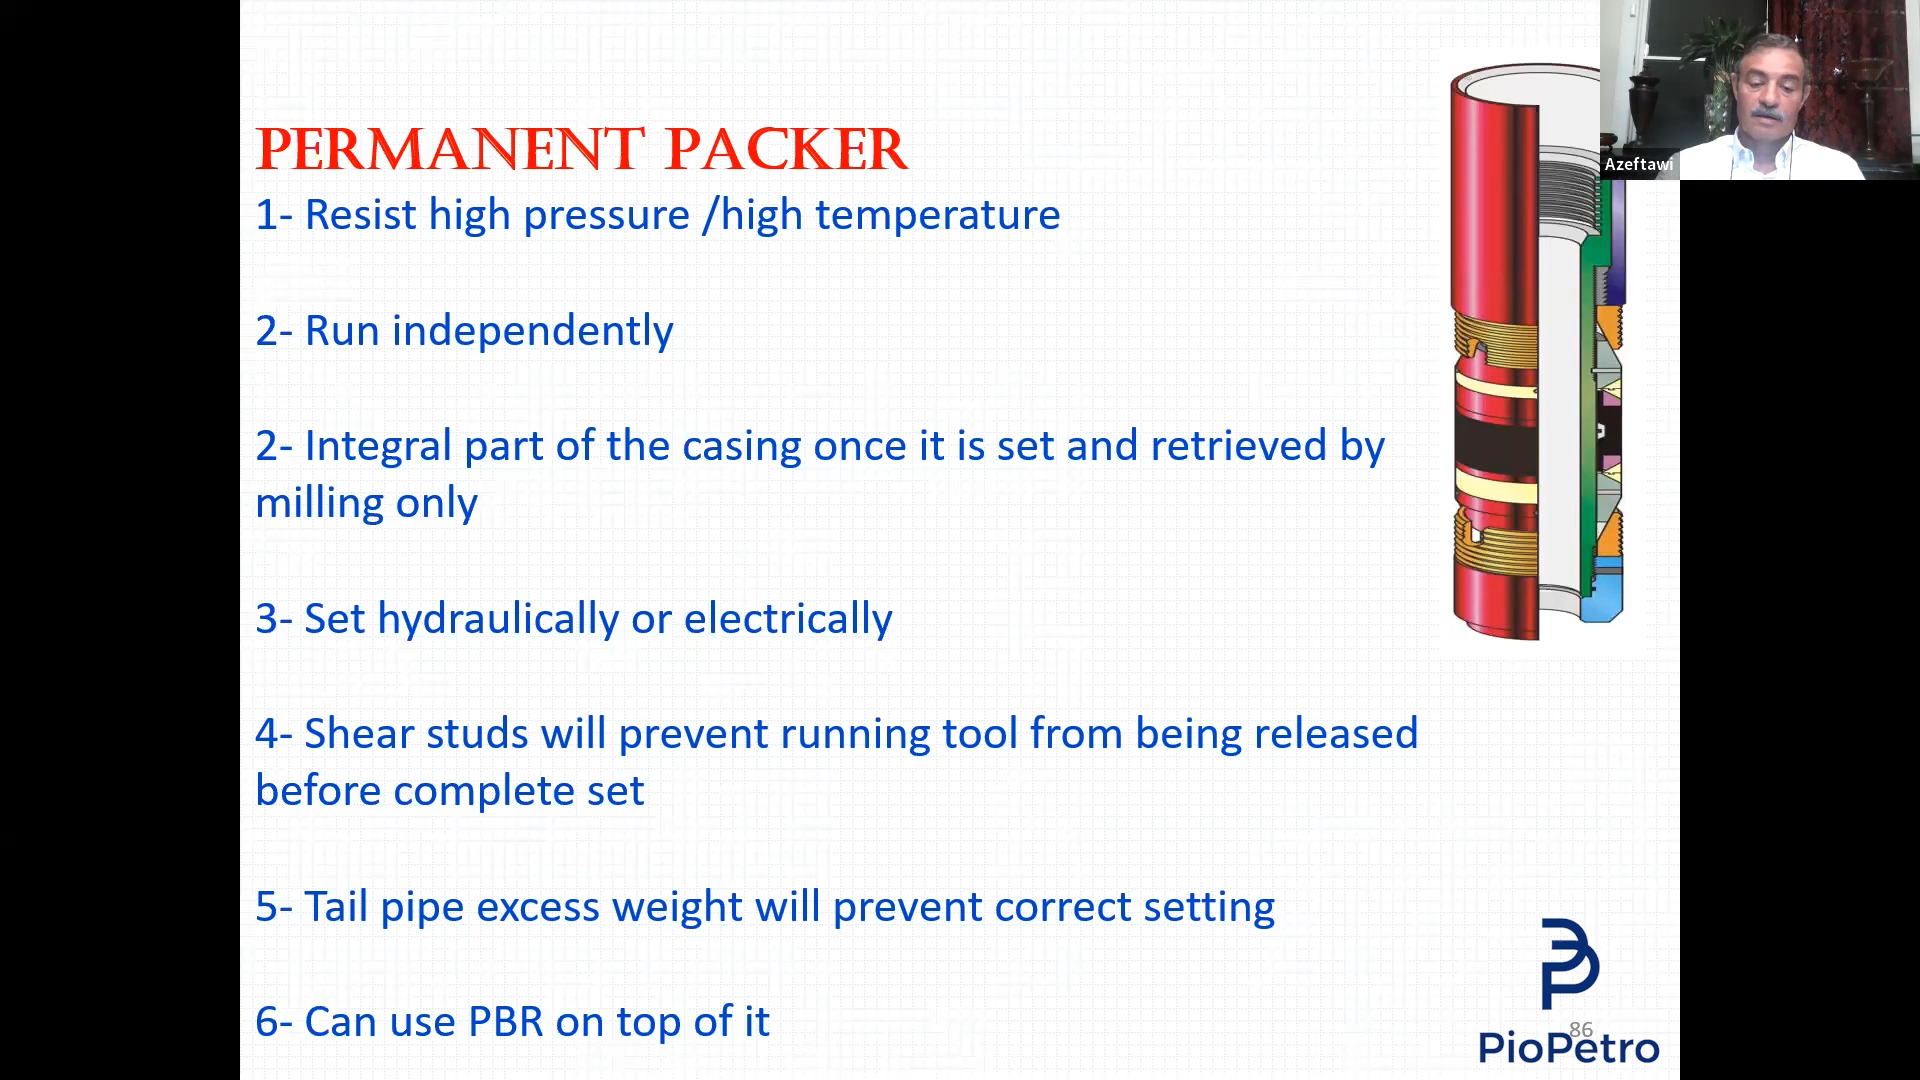 PERMANENT PACKER
1- Resist high pressure /high temperature
2- Run independently
2- Integral part of the casing once it is set and retrieved by
milling only
3- Set hydraulically or electrically
4- Shear studs will prevent running tool from being released
before complete set
5- Tail pipe excess weight will prevent correct setting
6- Can use PBR on top of it
Azeftawi
86
PioPetro